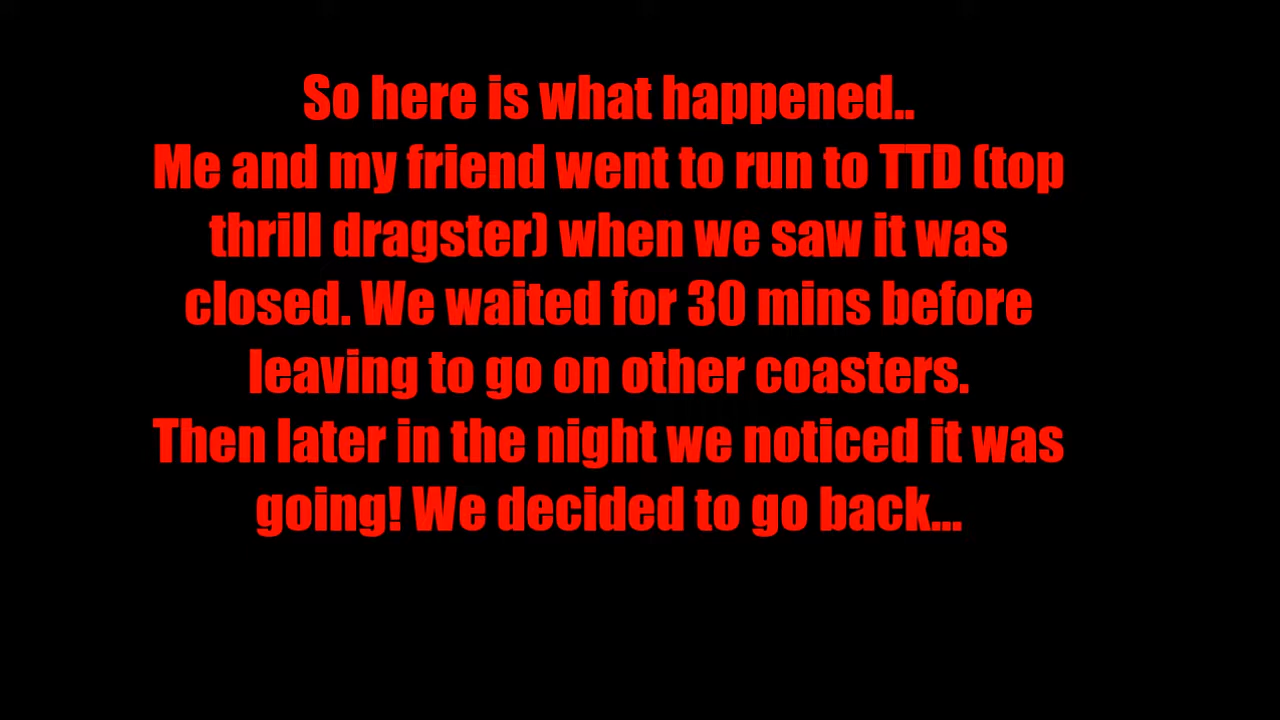 So here is what happened..
Me and my friend went to run to TTD (top
thrill dragster) when we saw it was
closed. We waited for 30 mins before
leaving to go on other coasters.
Then later in the night we noticed it was
going! We decided to go back...